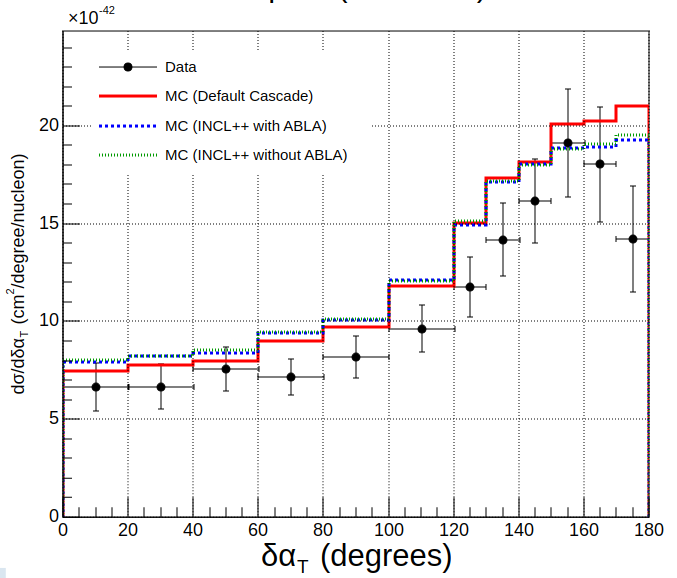 ×10⁻⁴²
Data
MC (Default Cascade)
MC (INCL++ with ABLA)
MC (INCL++ without ABLA)
20
15
10
5
0
dσ/dδα_T (cm²/degree/nucleon)
0 20 40 60 80 100 120 140 160 180
δα_T (degrees)